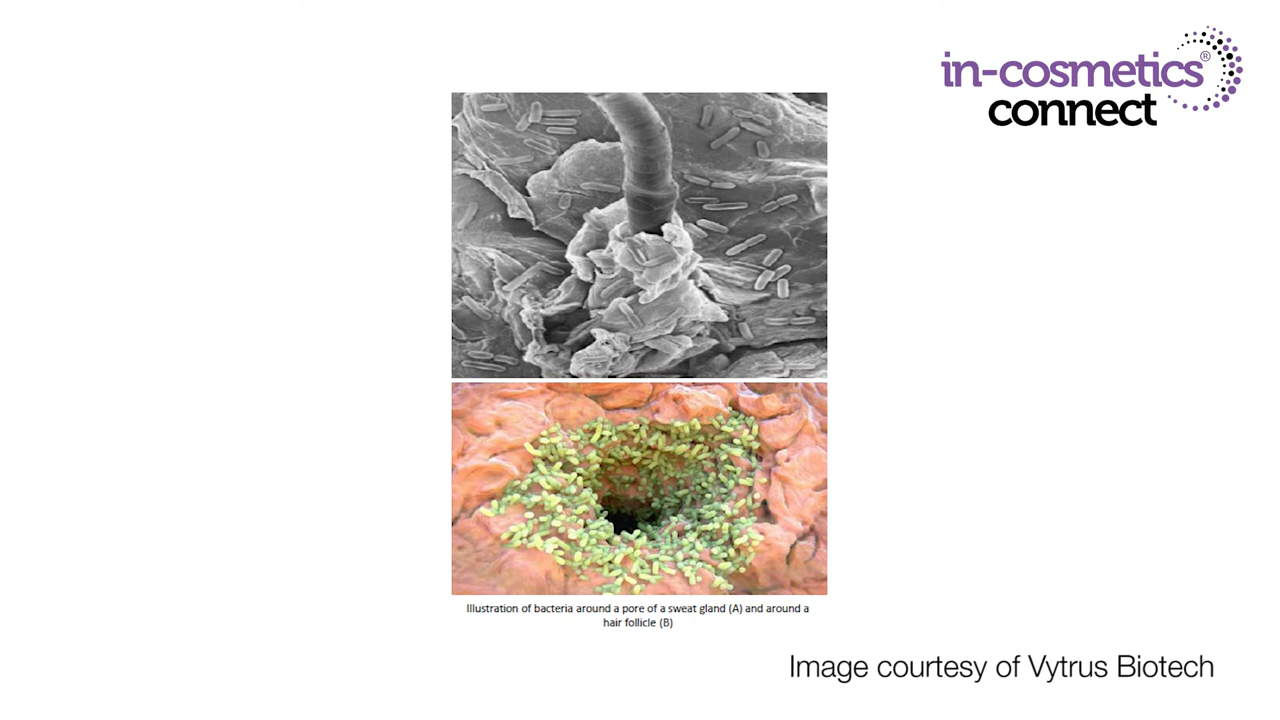 in-cosmetics®
connect
Illustration of bacteria around a pore of a sweat gland (A) and around a
hair follicle (B)
Image courtesy of Vytrus Biotech